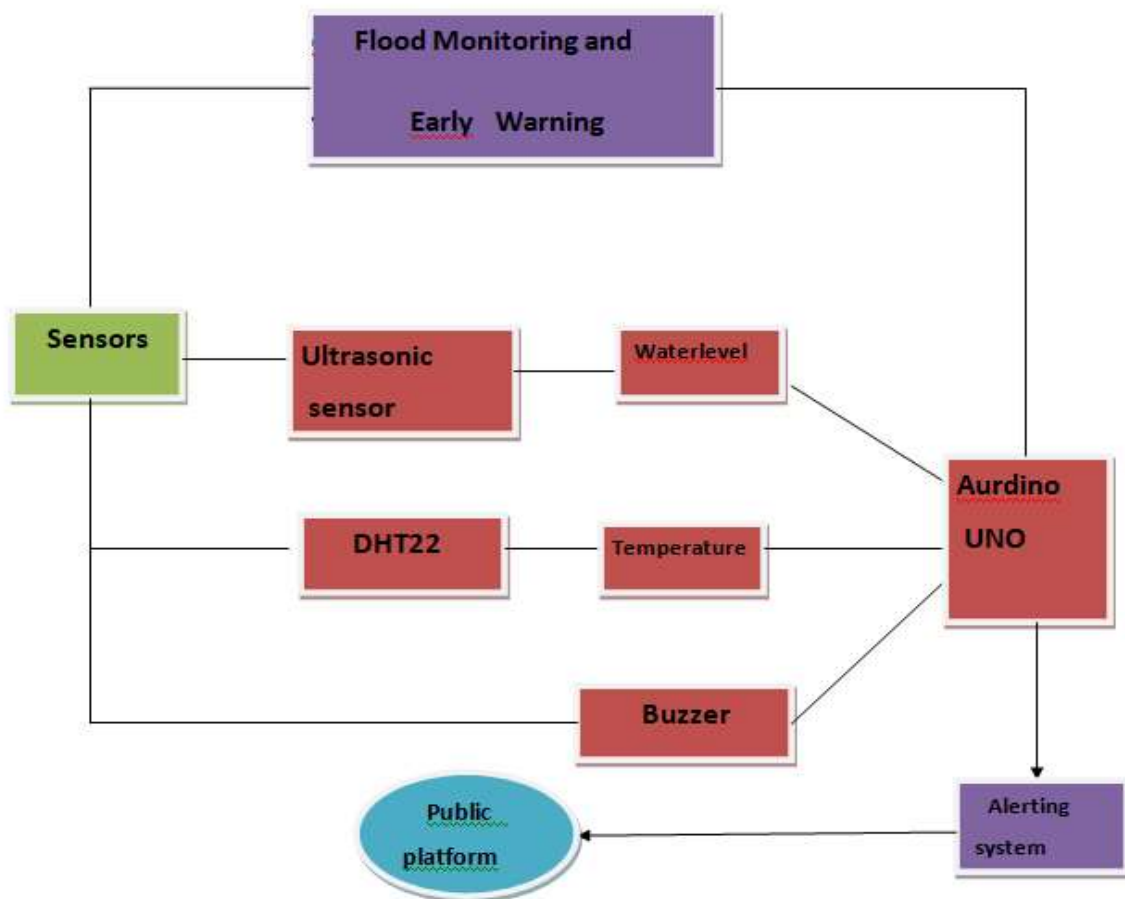 Flood Monitoring and
Early Warning
Sensors
Ultrasonic
sensor
Waterlevel
Aurdino
UNO
DHT22
Temperature
Buzzer
Alerting
system
Public
platform